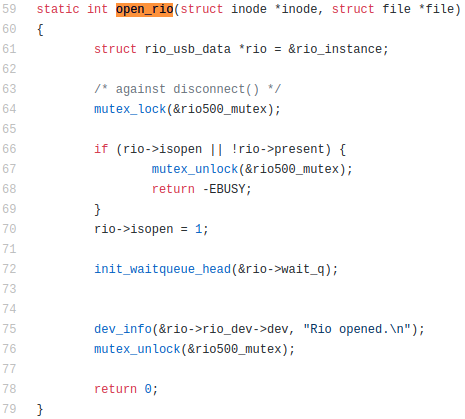 59 static int open_rio(struct inode *inode, struct file *file)
60 {
61         struct rio_usb_data *rio = &rio_instance;
62
63         /* against disconnect() */
64         mutex_lock(&rio500_mutex);
65
66         if (rio->isopen || !rio->present) {
67                 mutex_unlock(&rio500_mutex);
68                 return -EBUSY;
69         }
70         rio->isopen = 1;
71
72         init_waitqueue_head(&rio->wait_q);
73
74
75         dev_info(&rio->rio_dev->dev, "Rio opened.\n");
76         mutex_unlock(&rio500_mutex);
77
78         return 0;
79 }